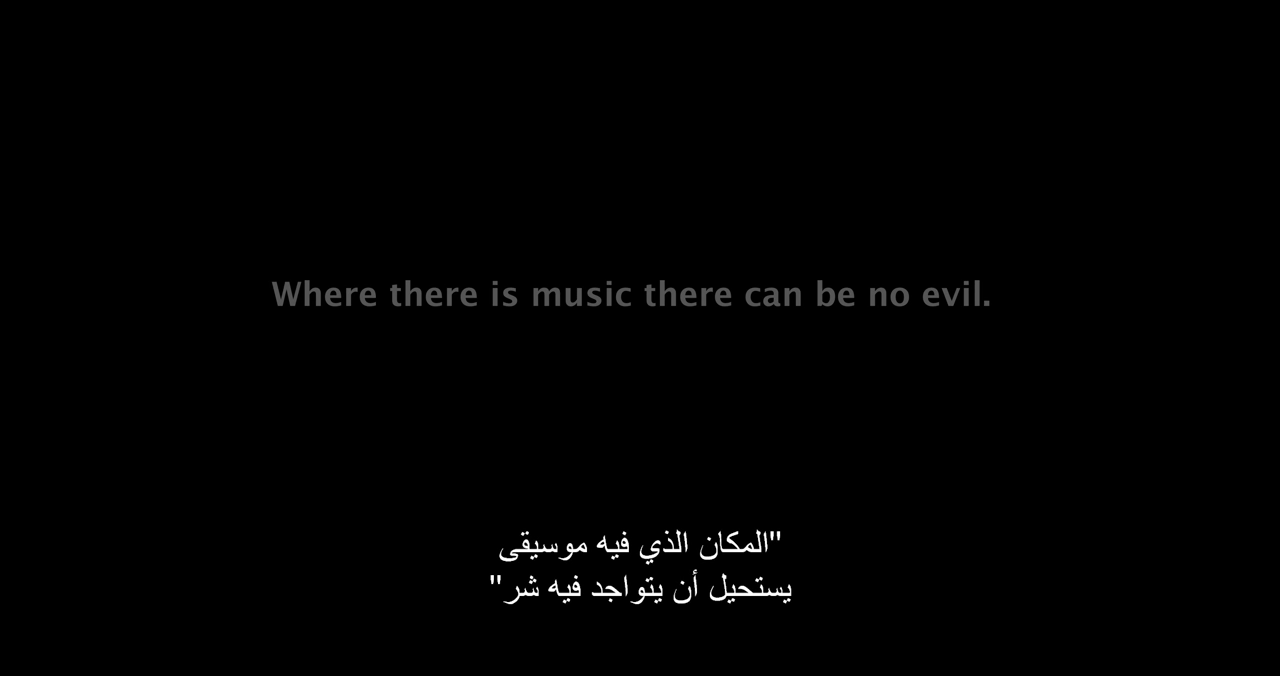 Where there is music there can be no evil.
"المكان الذي فيه موسيقى
يستحيل أن يتواجد فيه شر"